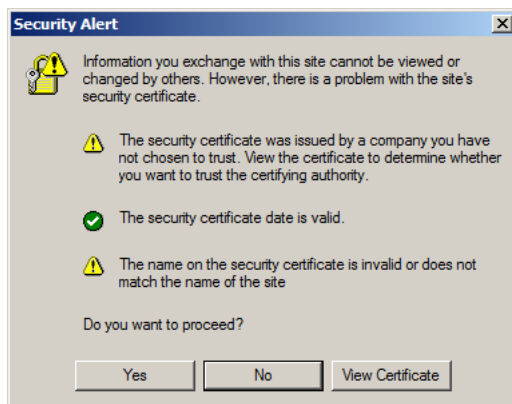 Security Alert
Information you exchange with this site cannot be viewed or
changed by others. However, there is a problem with the site's
security certificate.
The security certificate was issued by a company you have
not chosen to trust. View the certificate to determine whether
you want to trust the certifying authority.
The security certificate date is valid.
The name on the security certificate is invalid or does not
match the name of the site
Do you want to proceed?
Yes No View Certificate